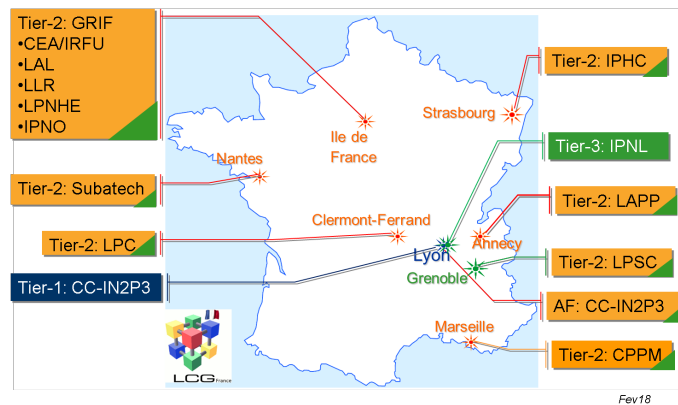 Tier-2: GRIF
•CEA/IRFU
•LAL
•LLR
•LPNHE
•IPNO
Tier-2: IPHC
Strasbourg
Ile de
France
Tier-3: IPNL
Nantes
Tier-2: Subatech
Tier-2: LAPP
Clermont-Ferrand
Tier-2: LPC
Annecy
Lyon
Tier-2: LPSC
Grenoble
Tier-1: CC-IN2P3
AF: CC-IN2P3
Marseille
Tier-2: CPPM
LCG France
Fev18